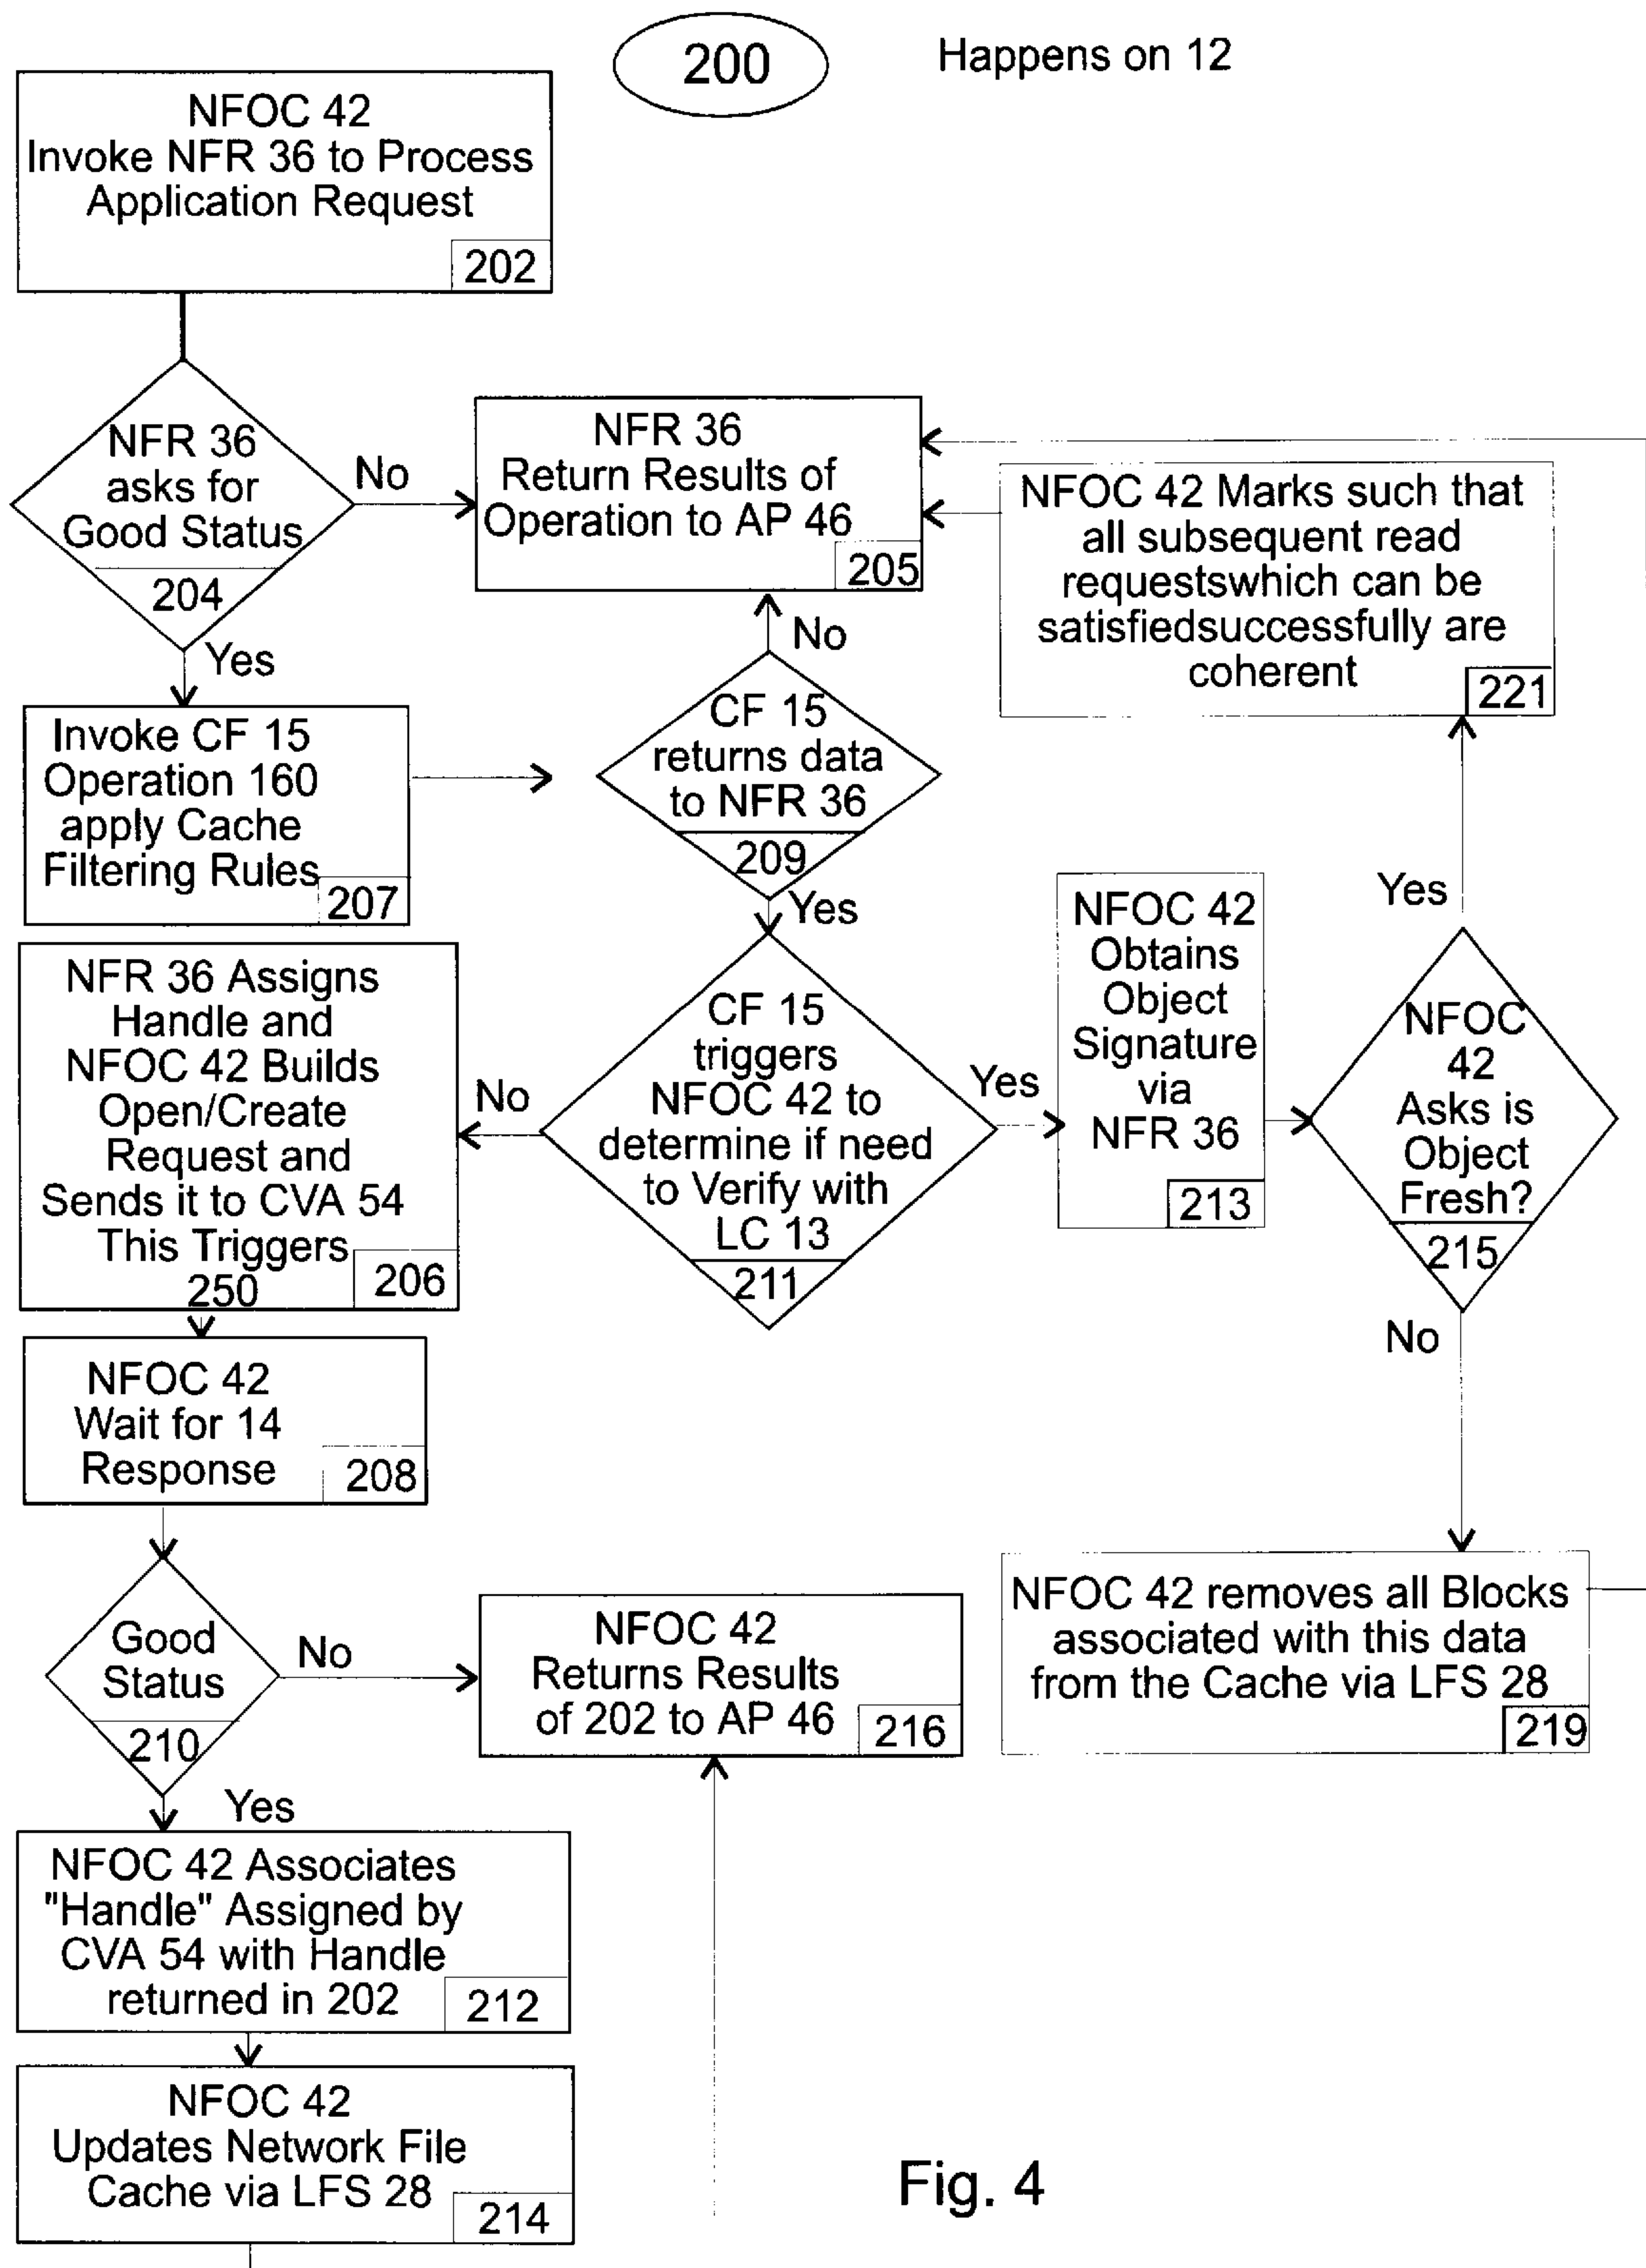 200
Happens on 12
NFOC 42
Invoke NFR 36 to Process
Application Request
202
NFR 36
asks for
Good Status
204
No
Yes
NFR 36
Return Results of
Operation to AP 46
205
NFOC 42 Marks such that
all subsequent read
requestswhich can be
satisfiedsuccessfully are
coherent
221
Invoke CF 15
Operation 160
apply Cache
Filtering Rules
207
No
CF 15
returns data
to NFR 36
209
Yes
NFR 36 Assigns
Handle and
NFOC 42 Builds
Open/Create
Request and
Sends it to CVA 54
This Triggers
250
206
No
CF 15
triggers
NFOC 42 to
determine if need
to Verify with
LC 13
211
Yes
NFOC 42
Obtains
Object
Signature
via
NFR 36
213
Yes
NFOC
42
Asks is
Object
Fresh?
215
No
NFOC 42
Wait for 14
Response
208
Good
Status
210
No
Yes
NFOC 42
Returns Results
of 202 to AP 46
216
NFOC 42 removes all Blocks
associated with this data
from the Cache via LFS 28
219
NFOC 42 Associates
"Handle" Assigned by
CVA 54 with Handle
returned in 202
212
NFOC 42
Updates Network File
Cache via LFS 28
214
Fig. 4